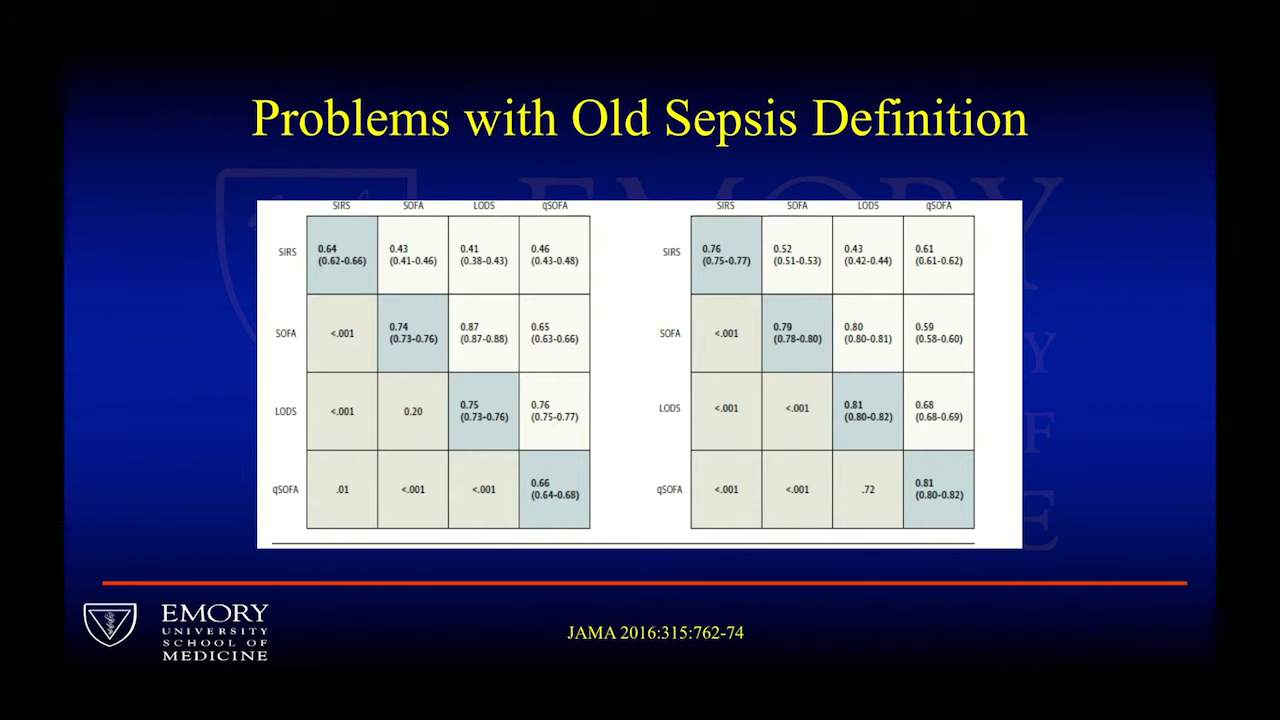 Problems with Old Sepsis Definition
SIRS SOFA LODS qSOFA
SIRS 0.64 0.43 0.41 0.46
(0.62-0.66) (0.41-0.46) (0.38-0.43) (0.43-0.48)
SOFA <.001 0.74 0.87 0.65
(0.73-0.76) (0.87-0.88) (0.63-0.66)
LODS <.001 0.20 0.75 0.76
(0.73-0.76) (0.75-0.77)
qSOFA .01 <.001 <.001 0.66
(0.64-0.68)
SIRS SOFA LODS qSOFA
SIRS 0.76 0.52 0.43 0.61
(0.75-0.77) (0.51-0.53) (0.42-0.44) (0.61-0.62)
SOFA <.001 0.79 0.80 0.59
(0.78-0.80) (0.80-0.81) (0.58-0.60)
LODS <.001 <.001 0.81 0.68
(0.80-0.82) (0.68-0.69)
qSOFA <.001 <.001 .72 0.81
(0.80-0.82)
EMORY
UNIVERSITY
SCHOOL OF
MEDICINE
JAMA 2016:315:762-74